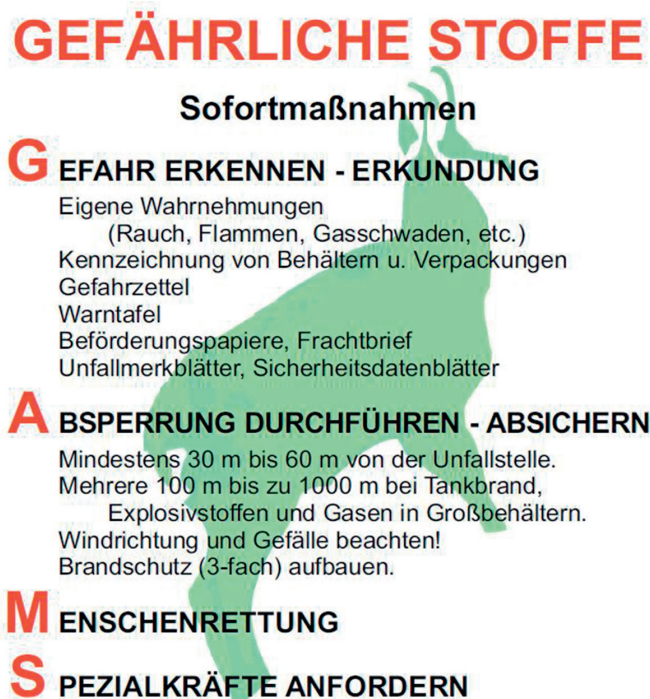 GEFÄHRLICHE STOFFE
Sofortmaßnahmen
GEFAHR ERKENNEN - ERKUNDUNG
Eigene Wahrnehmungen
(Rauch, Flammen, Gasschwaden, etc.)
Kennzeichnung von Behältern u. Verpackungen
Gefahrzettel
Warntafel
Beförderungspapiere, Frachtbrief
Unfallmerkblätter, Sicherheitsdatenblätter
ABSPERRUNG DURCHFÜHREN - ABSICHERN
Mindestens 30 m bis 60 m von der Unfallstelle.
Mehrere 100 m bis zu 1000 m bei Tankbrand,
Explosivstoffen und Gasen in Großbehältern.
Windrichtung und Gefälle beachten!
Brandschutz (3-fach) aufbauen.
MENSCHENRETTUNG
SPEZIALKRÄFTE ANFORDERN